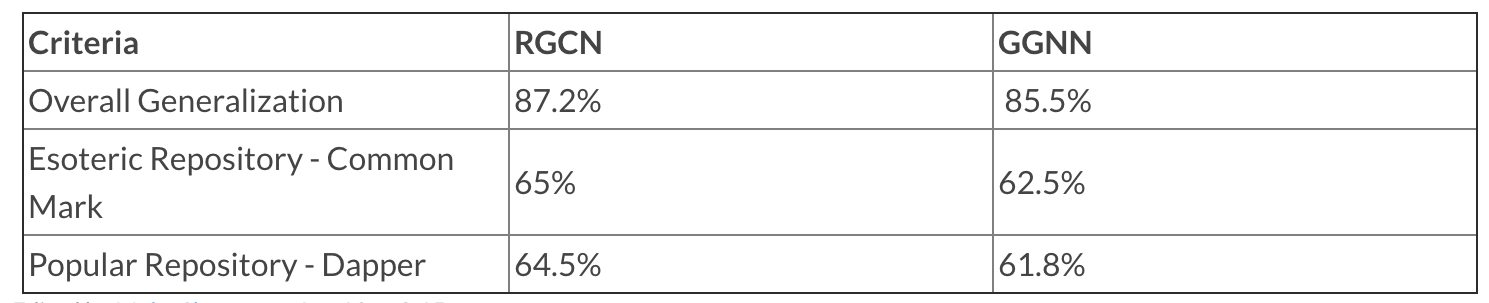 Criteria RGCN GGNN
Overall Generalization 87.2% 85.5%
Esoteric Repository - Common
Mark 65% 62.5%
Popular Repository - Dapper 64.5% 61.8%